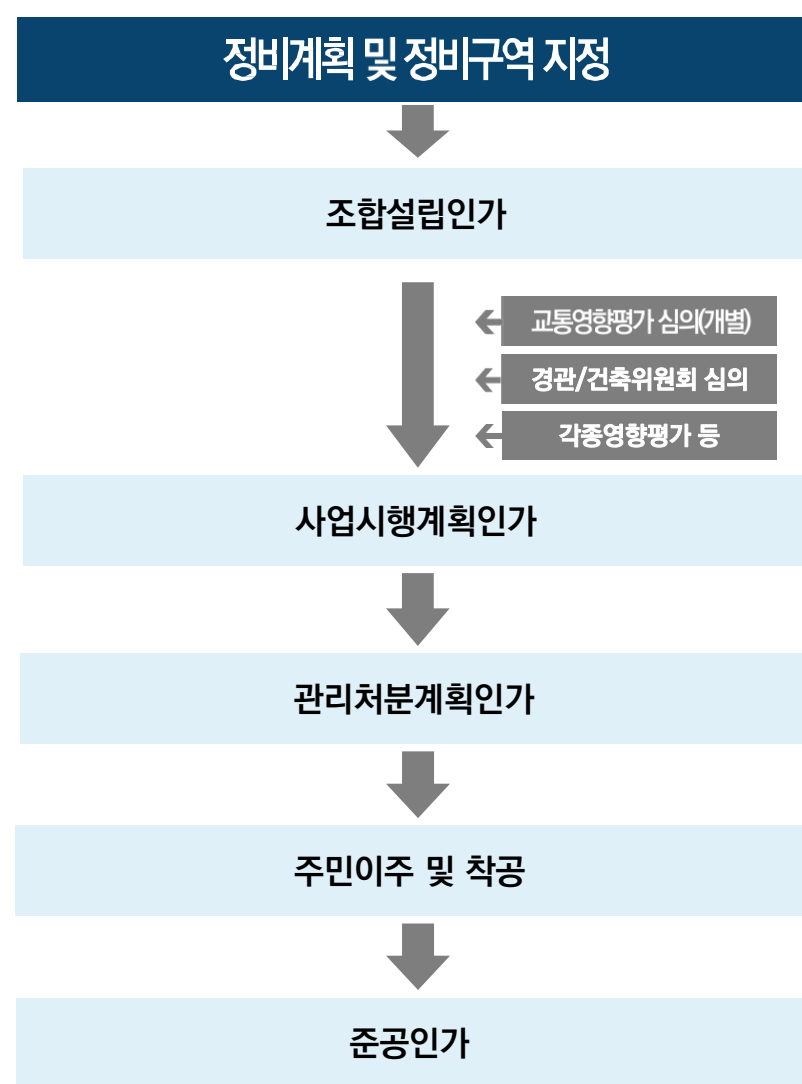 정비계획 및 정비구역 지정
조합설립인가
교통영향평가 심의(개별)
경관/건축위원회 심의
각종영향평가 등
사업시행계획인가
관리처분계획인가
주민이주 및 착공
준공인가